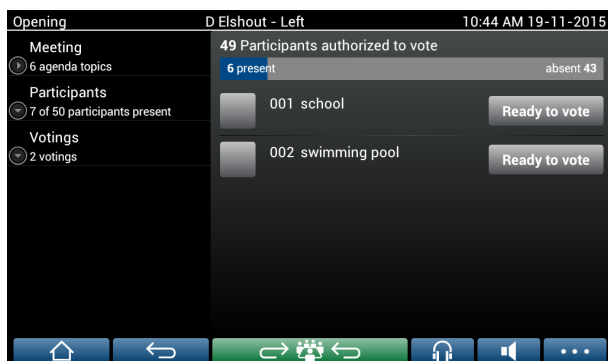 Opening D Elshout - Left 10:44 AM 19-11-2015
Meeting
6 agenda topics
Participants
7 of 50 participants present
Votings
2 votings
49 Participants authorized to vote
6 present absent 43
001 school Ready to vote
002 swimming pool Ready to vote